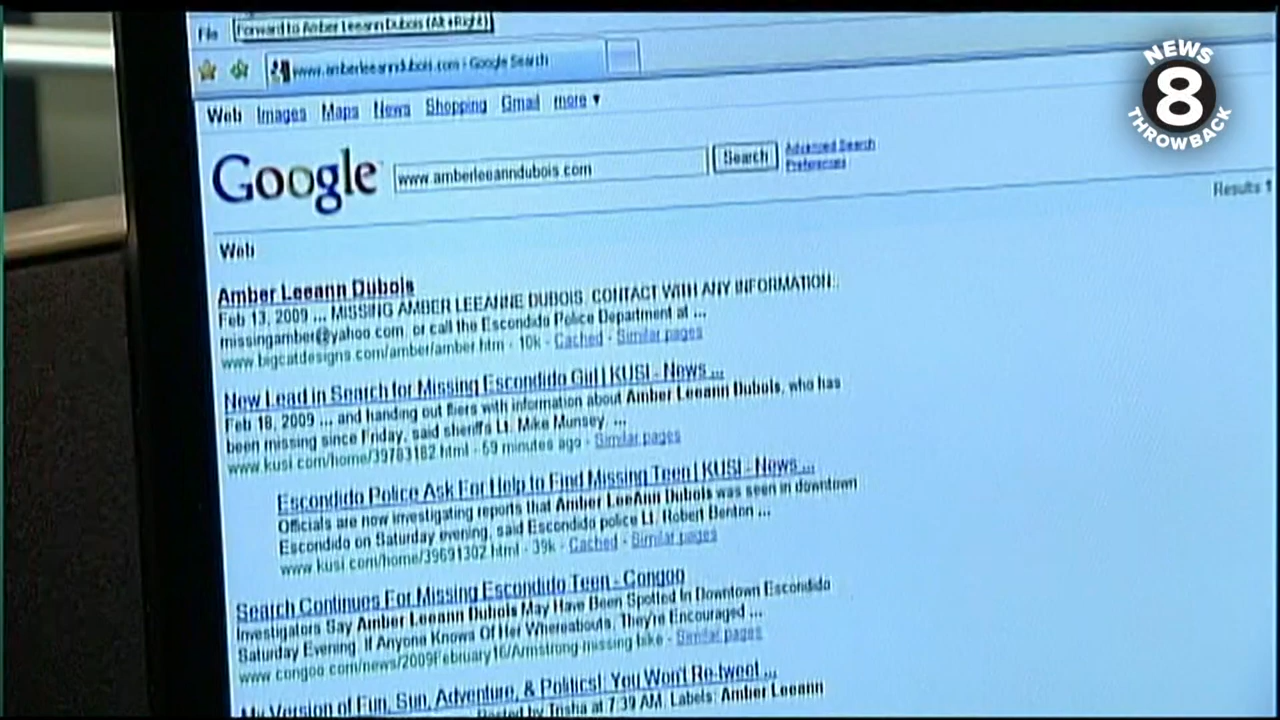 NEWS
8
THROWBACK
File
Forward to Amber Leeann Dubois (Alt+Right)
www.amberleeanndubois.com - Google Search
Web Images Maps News Shopping Gmail more ▼
Google www.amberleeanndubois.com Search Advanced Search
Preferences
Results 1
Web
Amber Leeann Dubois
Feb 13, 2009 ... MISSING AMBER LEEANNE DUBOIS. CONTACT WITH ANY INFORMATION:.
missingamber@yahoo.com. or call the Escondido Police Department at ...
www.bigcatdesigns.com/amber/amber.htm - 10k - Cached - Similar pages
New Lead in Search for Missing Escondido Girl | KUSI - News ...
Feb 18, 2009 ... and handing out fliers with information about Amber Leeann Dubois, who has
been missing since Friday, said sheriff's Lt. Mike Munsey. ...
www.kusi.com/home/39783182.html - 59 minutes ago - Similar pages
Escondido Police Ask For Help to Find Missing Teen | KUSI - News ...
Officials are now investigating reports that Amber LeeAnn Dubois was seen in downtown
Escondido on Saturday evening, said Escondido police Lt. Robert Benton ...
www.kusi.com/home/39691302.html - 39k - Cached - Similar pages
Search Continues For Missing Escondido Teen - Congoo
Investigators Say Amber Leeann Dubois May Have Been Spotted In Downtown Escondido
Saturday Evening. If Anyone Knows Of Her Whereabouts, They're Encouraged ...
www.congoo.com/news/2009February16/Armstrong-missing-bike - Similar pages
My Version of Fun, Sun, Adventure, & Politics!: You Won't Re-tweet ...
Posted by Trisha at 7:39 AM. Labels: Amber Leeann